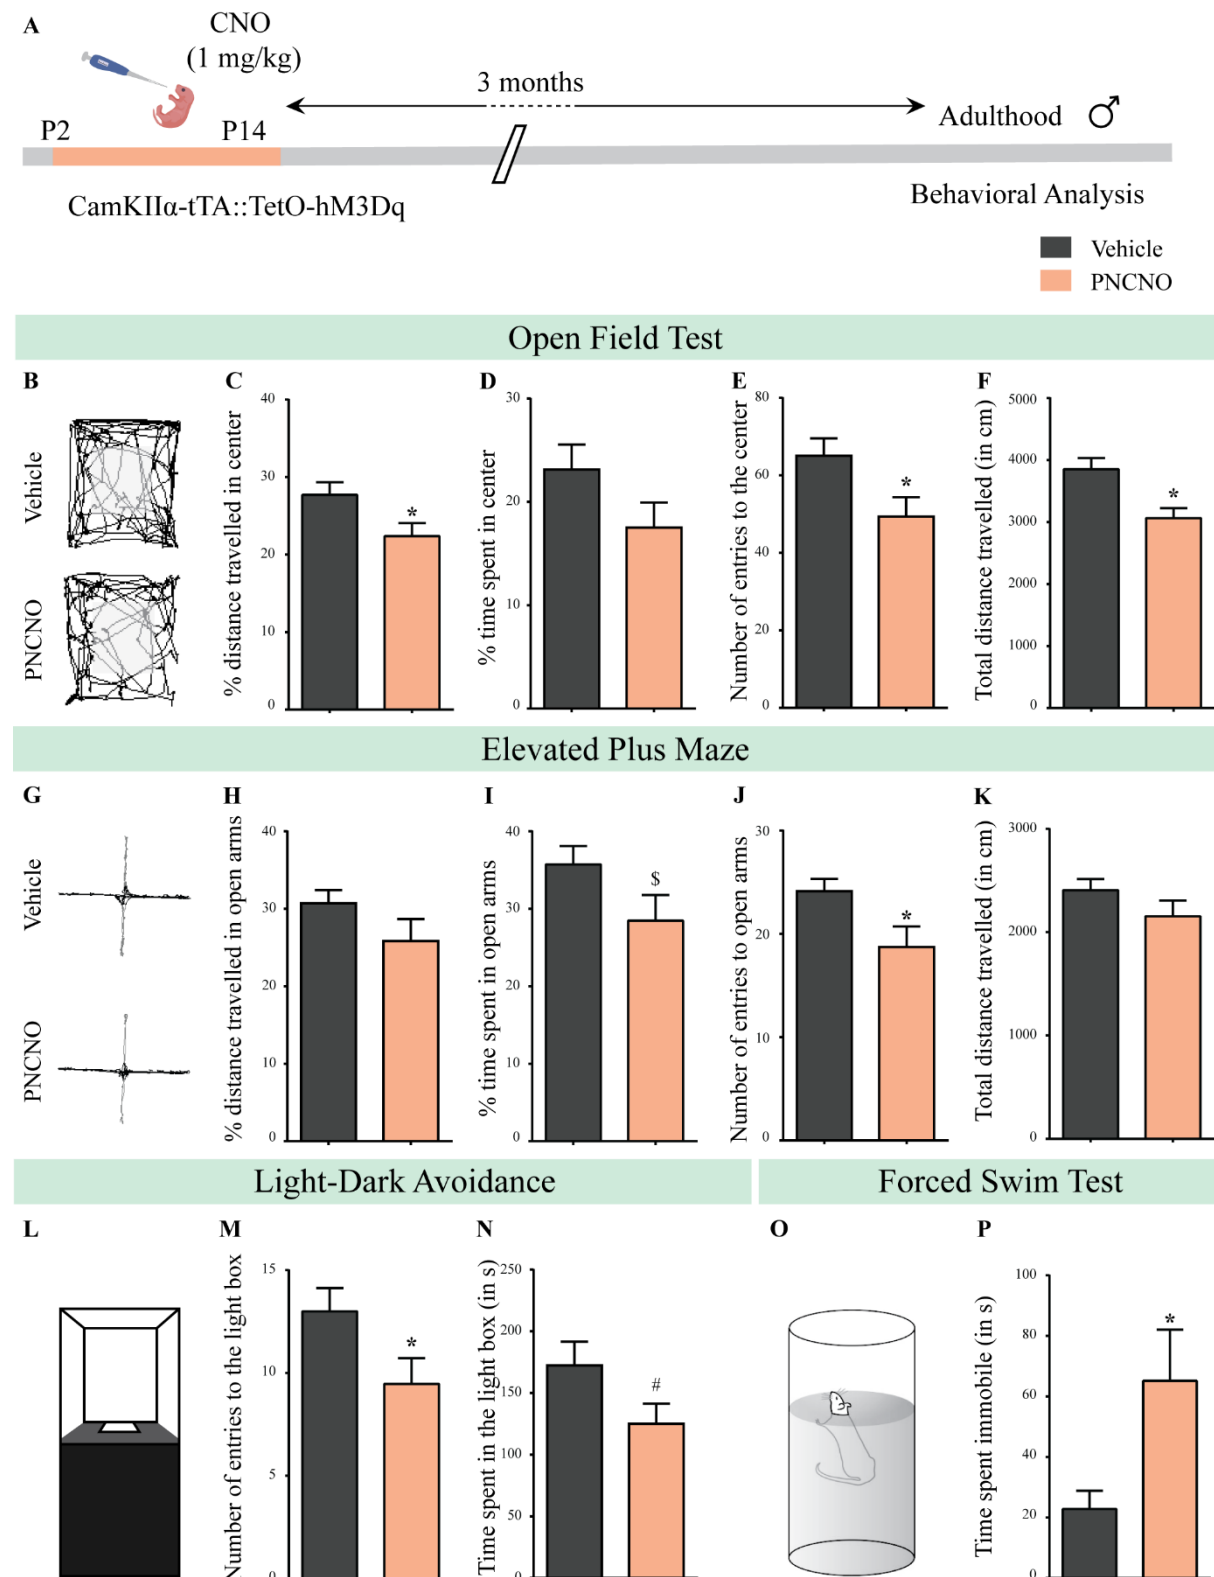 A
CNO
(1 mg/kg)
3 months
P2
P14
Adulthood ♂
CamKIIα-tTA::TetO-hM3Dq
Behavioral Analysis
Vehicle
PNCNO
Open Field Test
B
Vehicle
PNCNO
C
% distance travelled in center
40
30
20
10
0
*
D
% time spent in center
30
20
10
0
E
Number of entries to the center
80
60
40
20
0
*
F
Total distance travelled (in cm)
5000
4000
3000
2000
1000
0
*
Elevated Plus Maze
G
Vehicle
PNCNO
H
% distance travelled in open arms
40
30
20
10
0
I
% time spent in open arms
40
30
20
10
0
$
J
Number of entries to open arms
30
20
10
0
*
K
Total distance travelled (in cm)
3000
2000
1000
0
Light-Dark Avoidance
Forced Swim Test
L
M
Number of entries to the light box
15
10
5
0
*
N
Time spent in the light box (in s)
250
200
150
100
50
0
#
O
P
Time spent immobile (in s)
100
80
60
40
20
0
*